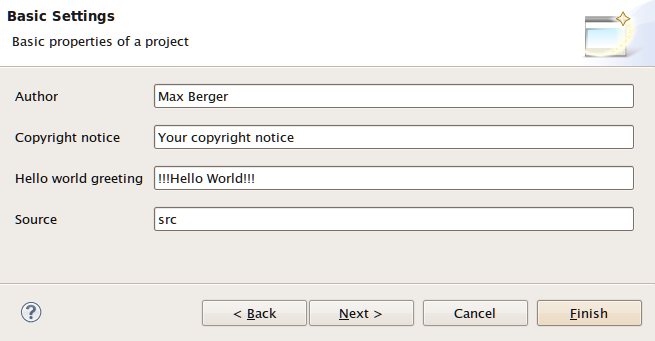 Basic Settings
Basic properties of a project
Author Max Berger
Copyright notice Your copyright notice
Hello world greeting !!!Hello World!!!
Source src
? < Back Next > Cancel Finish